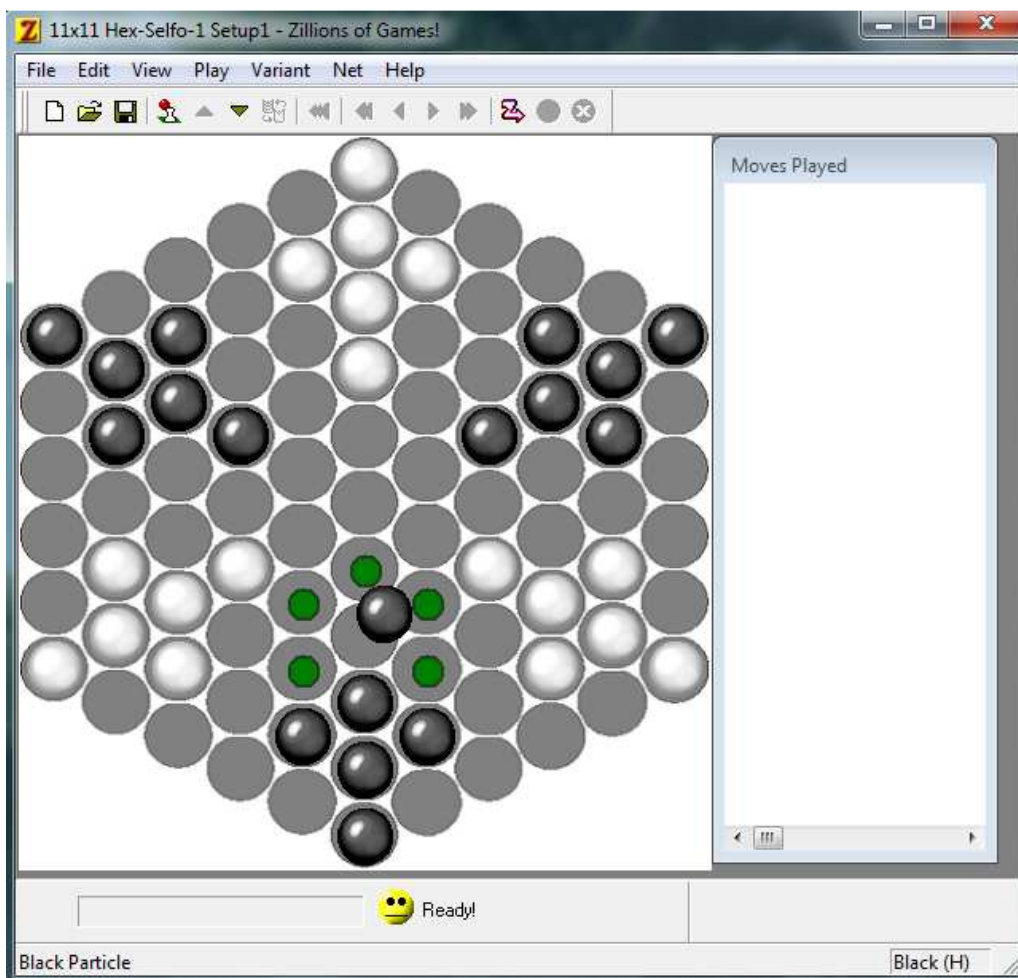 11x11 Hex-Selfo-1 Setup1 - Zillions of Games!
File Edit View Play Variant Net Help
Moves Played
Ready!
Black Particle
Black (H)